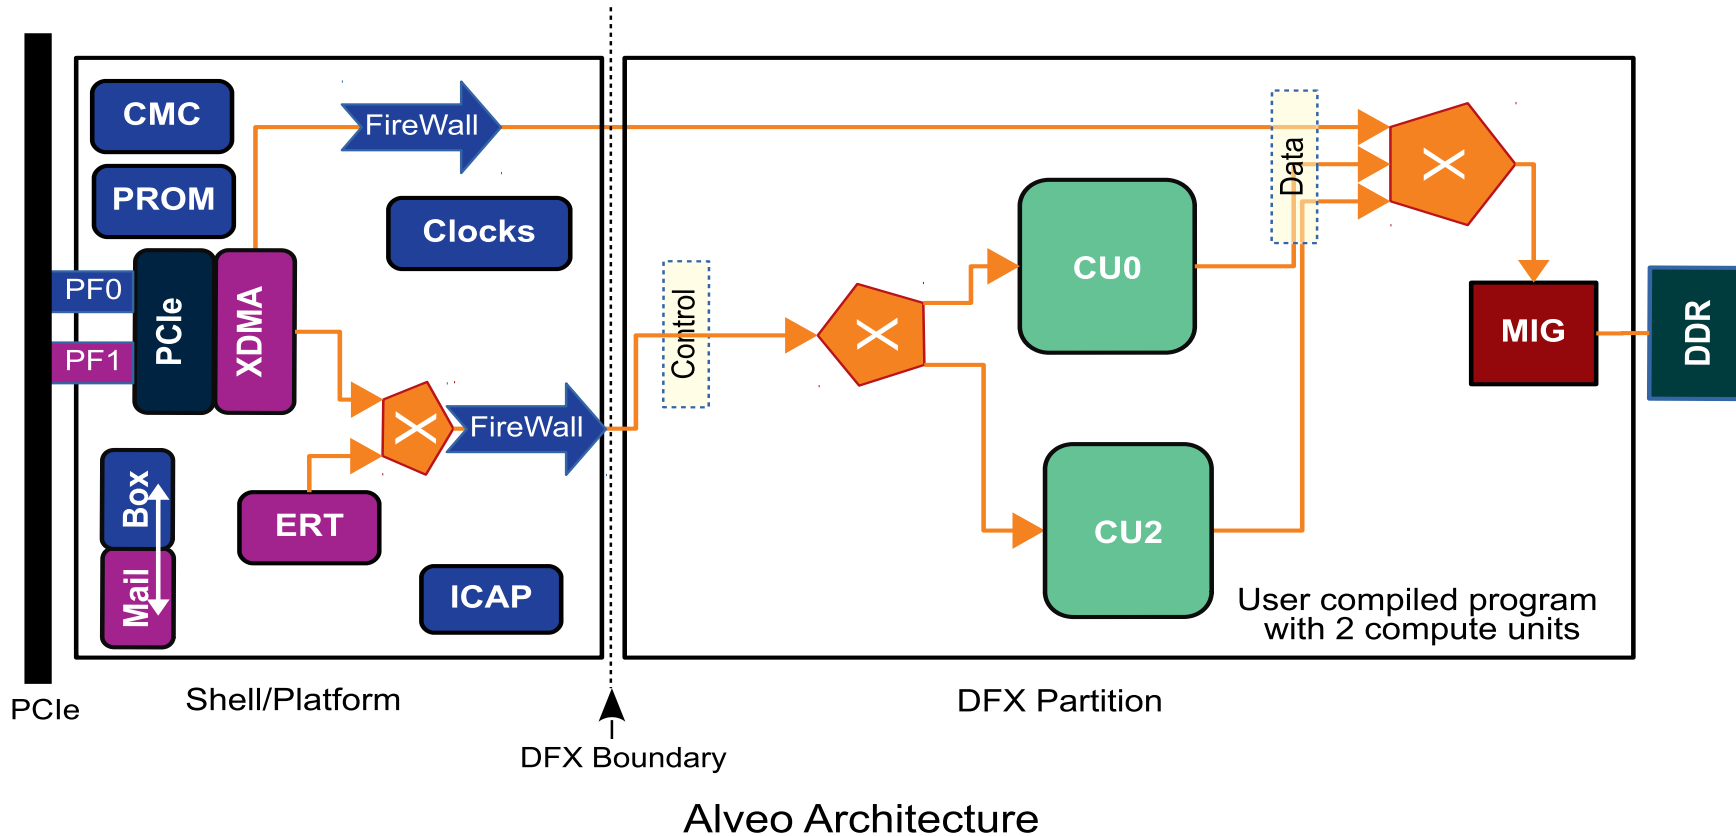 CMC
FireWall
PROM
Clocks
PF0
PF1
PCIe
XDMA
X
FireWall
Box
Mail
ERT
ICAP
Control
X
CU0
CU2
Data
X
MIG
DDR
User compiled program
with 2 compute units
PCIe
Shell/Platform
DFX Partition
DFX Boundary
Alveo Architecture